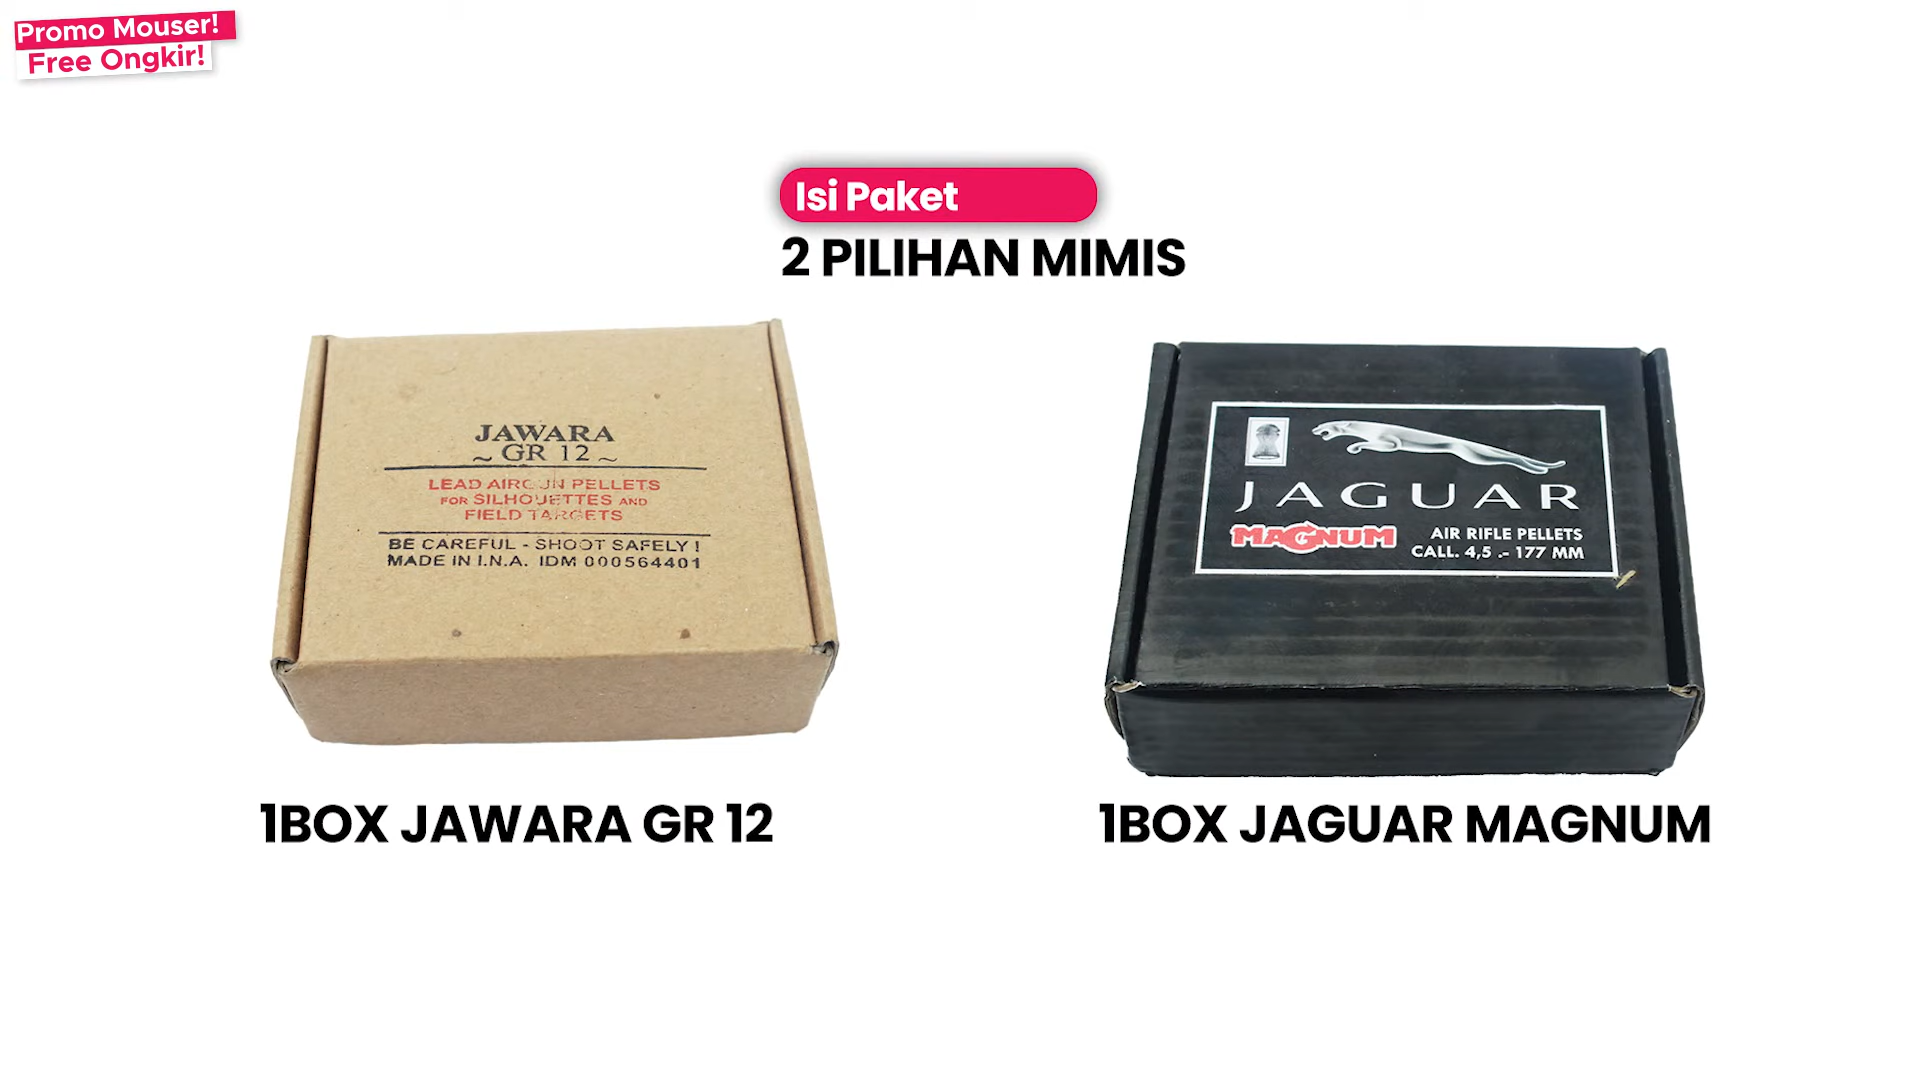 Promo Mouser!
Free Ongkir!
Isi Paket
2 PILIHAN MIMIS
JAWARA
~ GR 12 ~
LEAD AIRGUN PELLETS
FOR SILHOUETTES AND
FIELD TARGETS
BE CAREFUL - SHOOT SAFELY !
MADE IN I.N.A. IDM 000564401
JAGUAR
MAGNUM
AIR RIFLE PELLETS
CALL. 4,5 .- 177 MM
1BOX JAWARA GR 12
1BOX JAGUAR MAGNUM